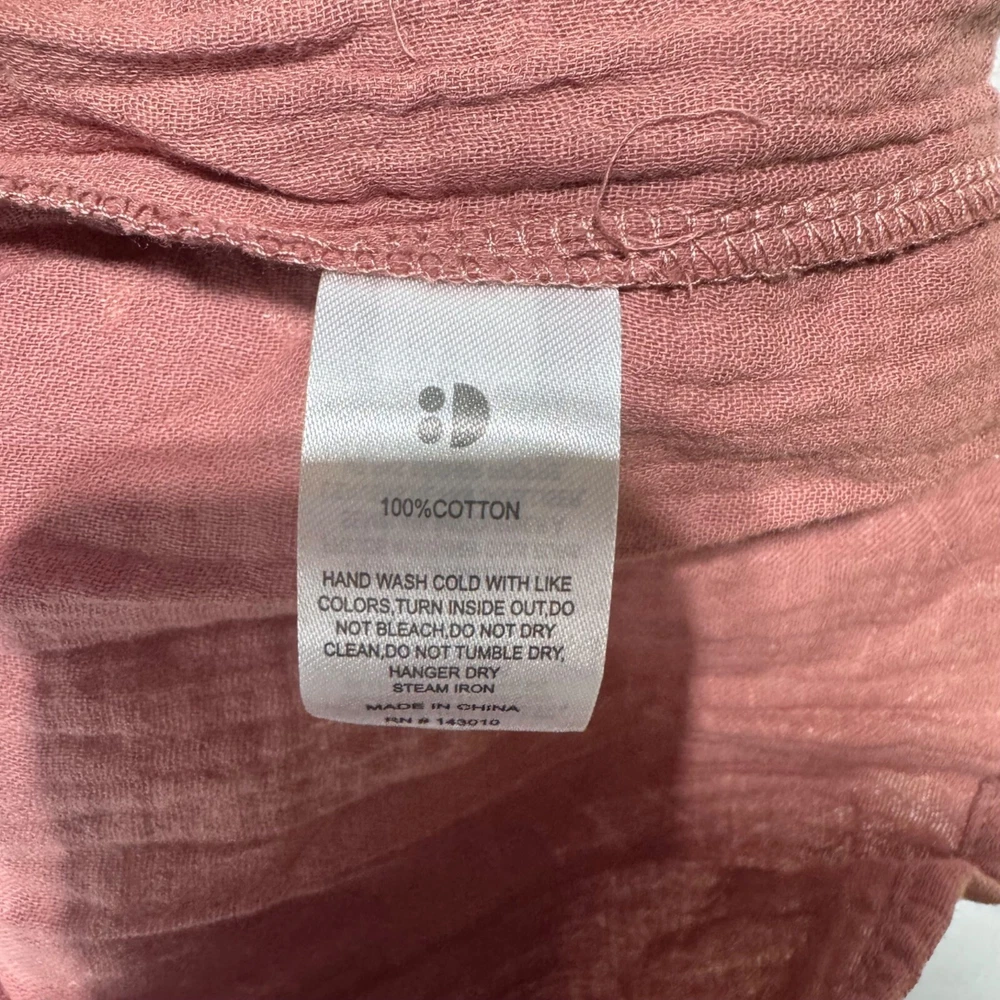 100%COTTON
HAND WASH COLD WITH LIKE
COLORS,TURN INSIDE OUT,DO
NOT BLEACH,DO NOT DRY
CLEAN,DO NOT TUMBLE DRY,
HANGER DRY
STEAM IRON
MADE IN CHINA
RN # 143010